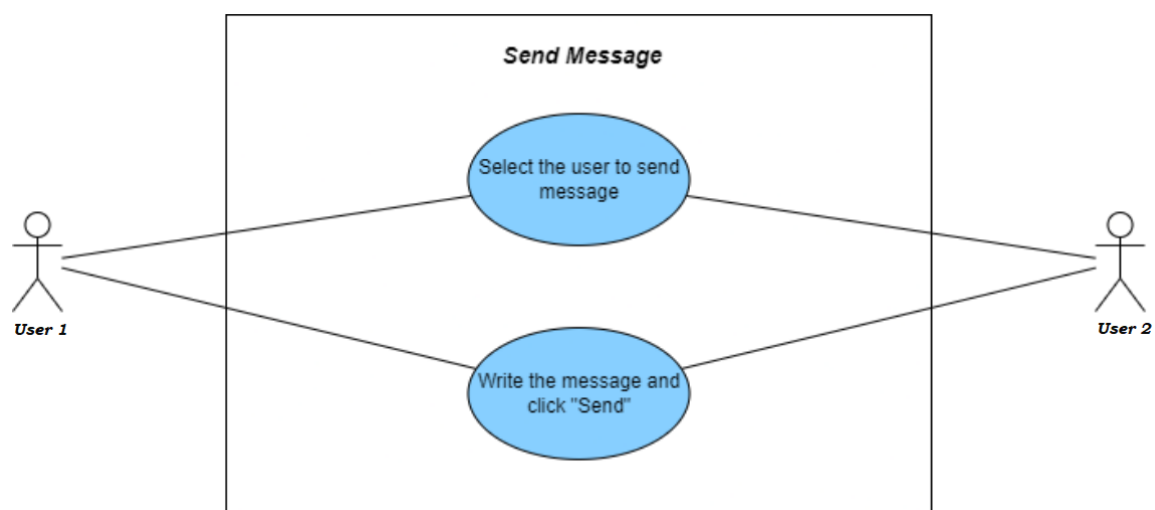 Send Message
Select the user to send
message
User 1
User 2
Write the message and
click "Send"